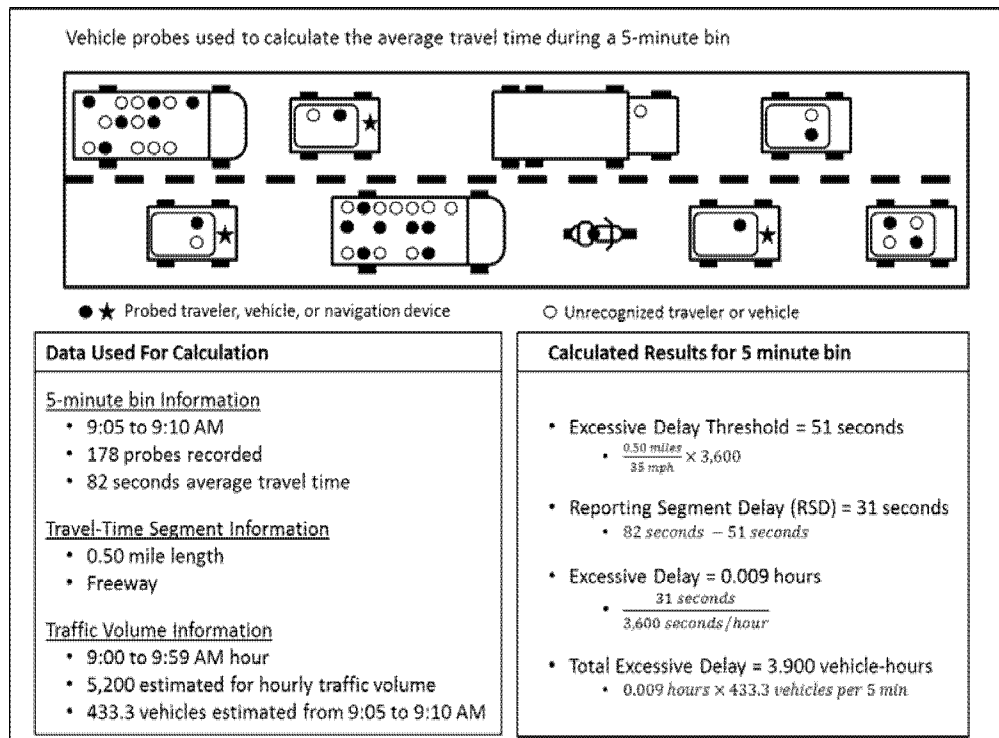 Vehicle probes used to calculate the average travel time during a 5-minute bin
● ★ Probed traveler, vehicle, or navigation device
○ Unrecognized traveler or vehicle
Data Used For Calculation
5-minute bin Information
• 9:05 to 9:10 AM
• 178 probes recorded
• 82 seconds average travel time
Travel-Time Segment Information
• 0.50 mile length
• Freeway
Traffic Volume Information
• 9:00 to 9:59 AM hour
• 5,200 estimated for hourly traffic volume
• 433.3 vehicles estimated from 9:05 to 9:10 AM
Calculated Results for 5 minute bin
• Excessive Delay Threshold = 51 seconds
• 0.50 miles / 35 mph × 3,600
• Reporting Segment Delay (RSD) = 31 seconds
• 82 seconds − 51 seconds
• Excessive Delay = 0.009 hours
• 31 seconds / 3,600 seconds/hour
• Total Excessive Delay = 3.900 vehicle-hours
• 0.009 hours × 433.3 vehicles per 5 min